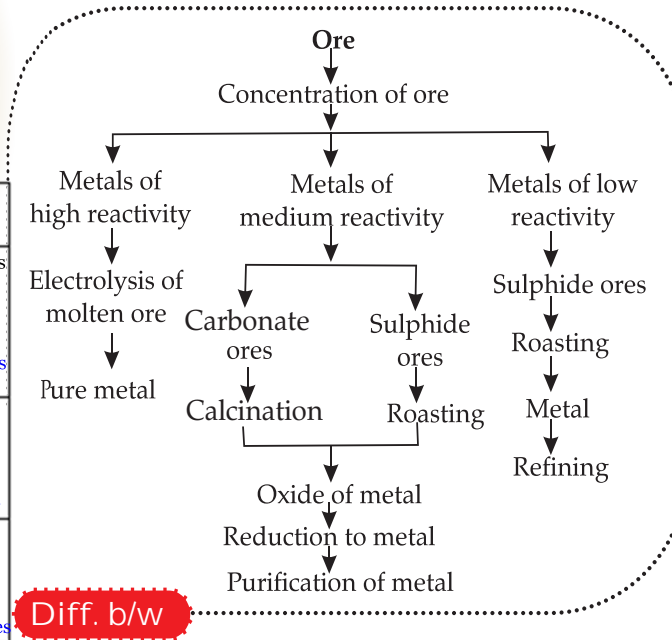 Ore
Concentration of ore
Metals of
high reactivity
Electrolysis of
molten ore
Pure metal
Metals of
medium reactivity
Carbonate
ores
Calcination
Sulphide
ores
Roasting
Oxide of metal
Reduction to metal
Purification of metal
Metals of low
reactivity
Sulphide ores
Roasting
Metal
Refining
Diff. b/w
s
s
es